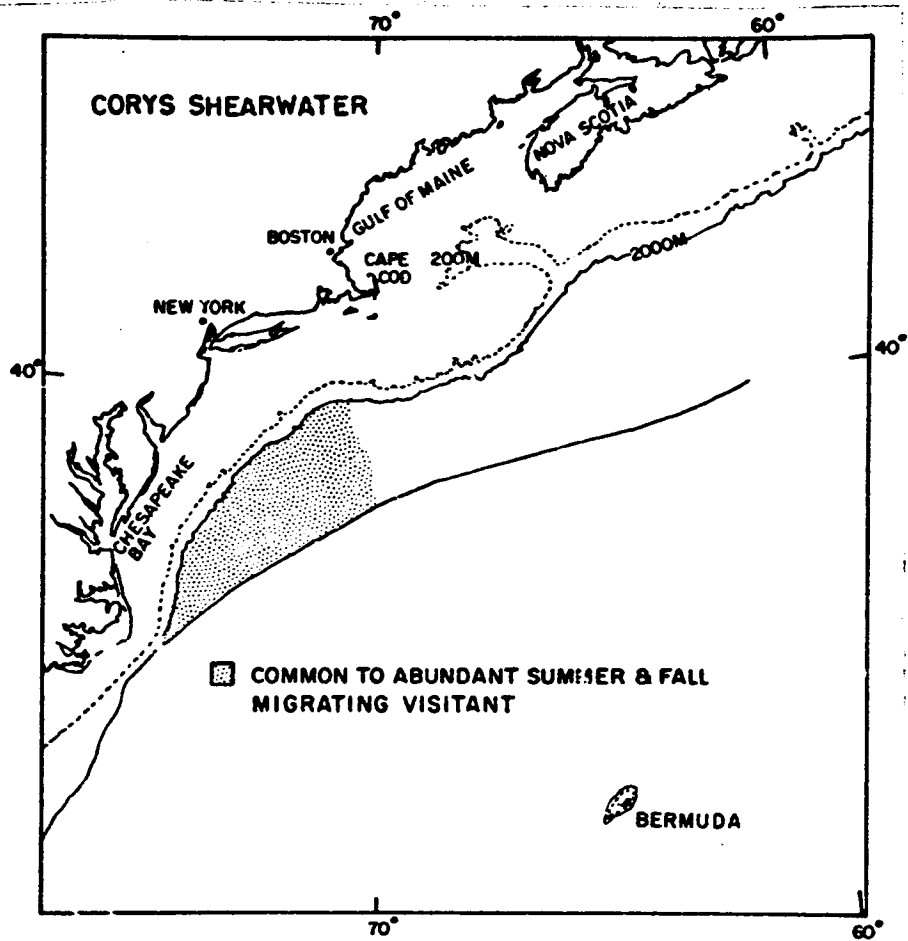 70°
60°
CORYS SHEARWATER
NOVA SCOTIA
GULF OF MAINE
BOSTON
2000M
CAPE
COD
200M
NEW YORK
40°
40°
CHESAPEAKE
BAY
COMMON TO ABUNDANT SUMMER & FALL
MIGRATING VISITANT
BERMUDA
70°
60°